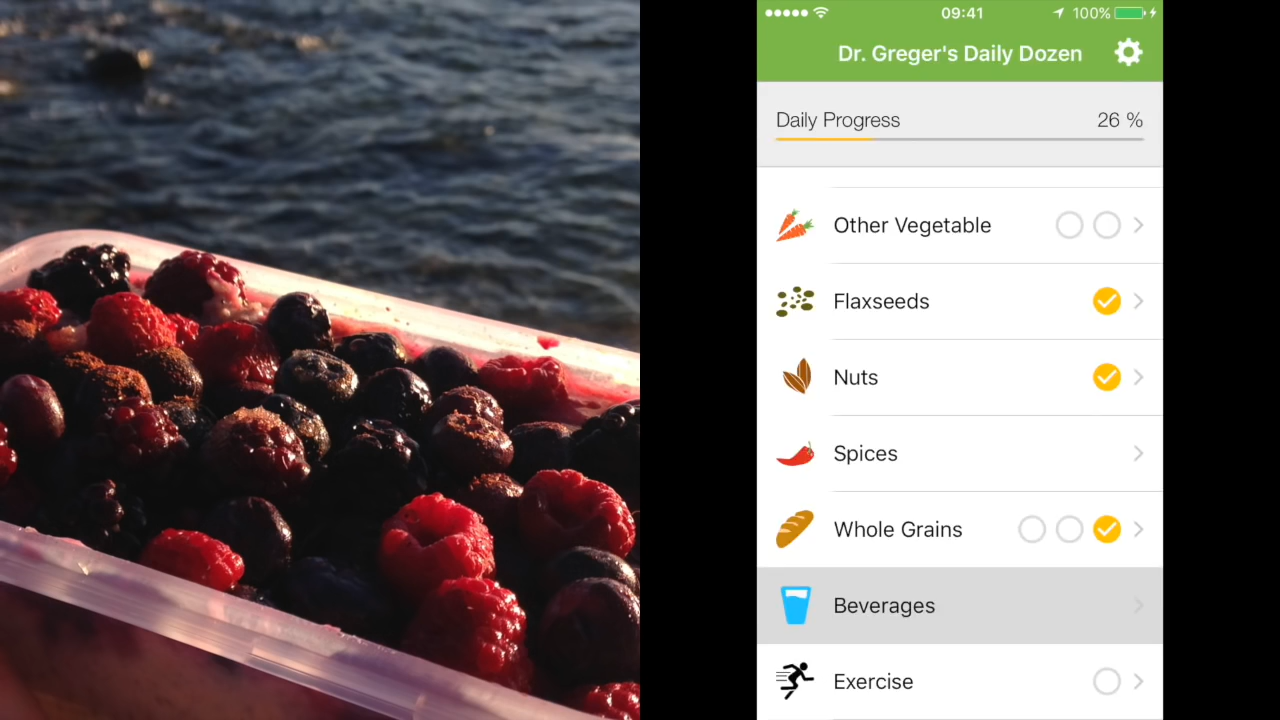 09:41 100%
Dr. Greger's Daily Dozen
Daily Progress 26 %
Other Vegetable
Flaxseeds
Nuts
Spices
Whole Grains
Beverages
Exercise